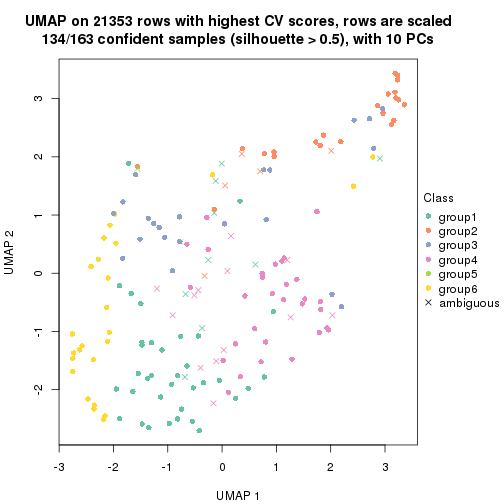 UMAP on 21353 rows with highest CV scores, rows are scaled
134/163 confident samples (silhouette > 0.5), with 10 PCs
3
2
1
0
-1
-2
UMAP 2
-3
-2
-1
0
1
2
3
UMAP 1
Class
group1
group2
group3
group4
group5
group6
ambiguous